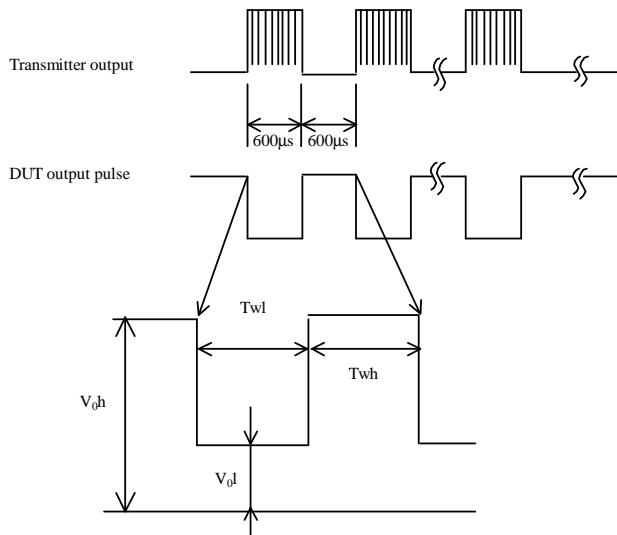 Transmitter output
600µs 600µs
DUT output pulse
Twl
Twh
V₀h
V₀l